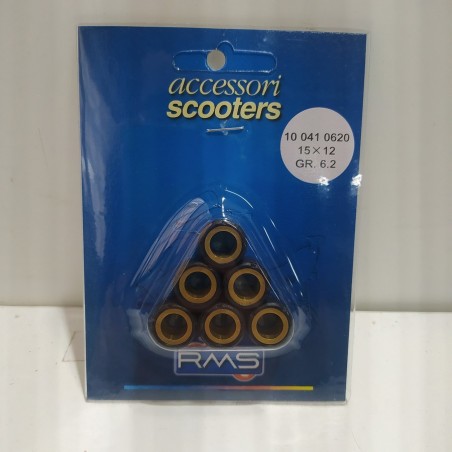 accessori
scooters
10 041 0620
15×12
GR. 6.2
RMS